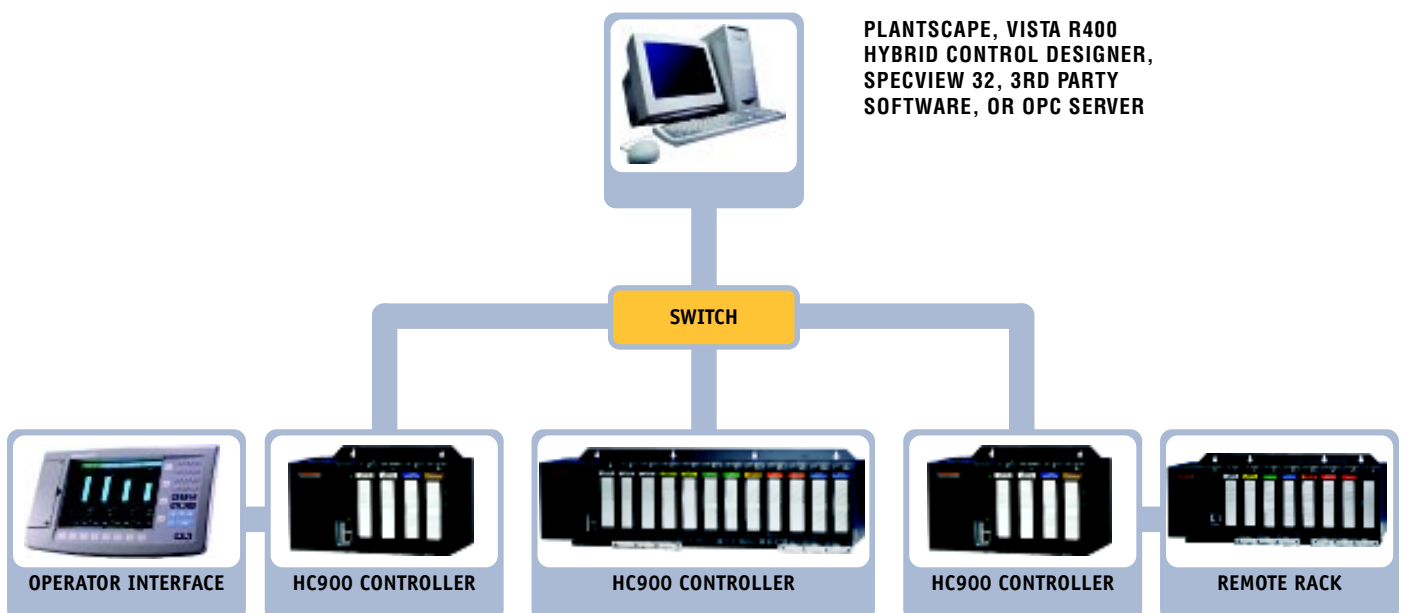 PLANTSCAPE, VISTA R400
HYBRID CONTROL DESIGNER,
SPECVIEW 32, 3RD PARTY
SOFTWARE, OR OPC SERVER
SWITCH
OPERATOR INTERFACE
HC900 CONTROLLER
HC900 CONTROLLER
HC900 CONTROLLER
REMOTE RACK